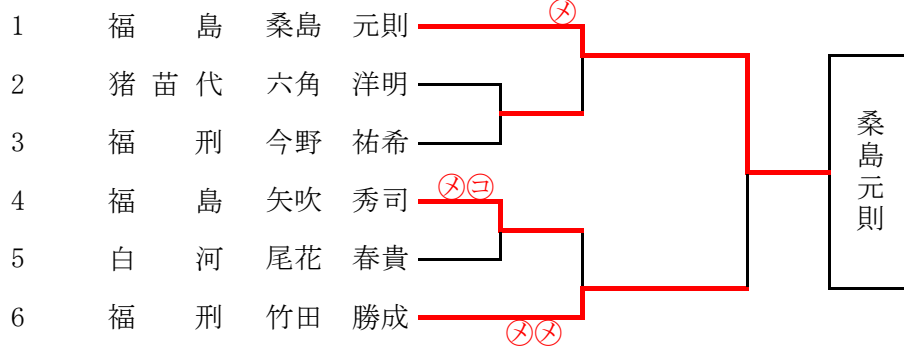 ㋱
1 福島 桑島 元則
2 猪苗代 六角 洋明
3 福刑 今野 祐希
㋱㋙
4 福島 矢吹 秀司
5 白河 尾花 春貴
6 福刑 竹田 勝成
㋱㋱
桑島元則